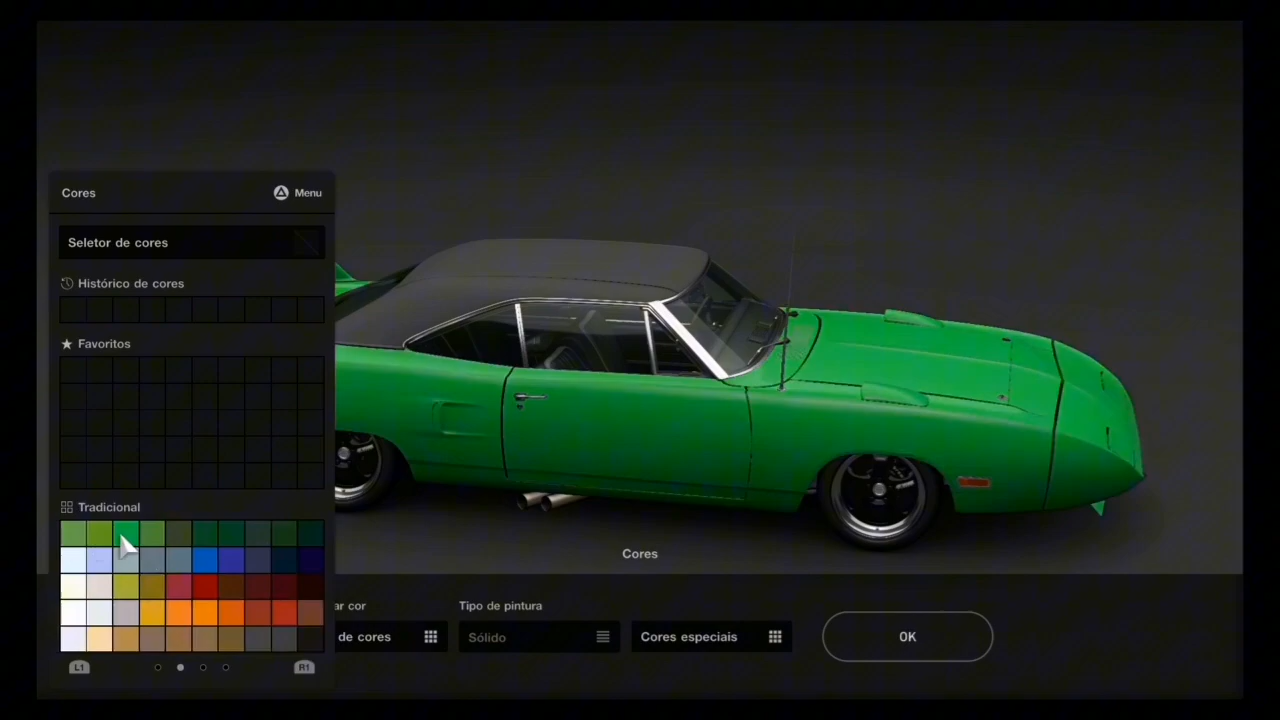 Cores
Menu
Seletor de cores
Histórico de cores
Favoritos
Tradicional
L1
R1
Cores
ar cor
de cores
Tipo de pintura
Sólido
Cores especiais
OK